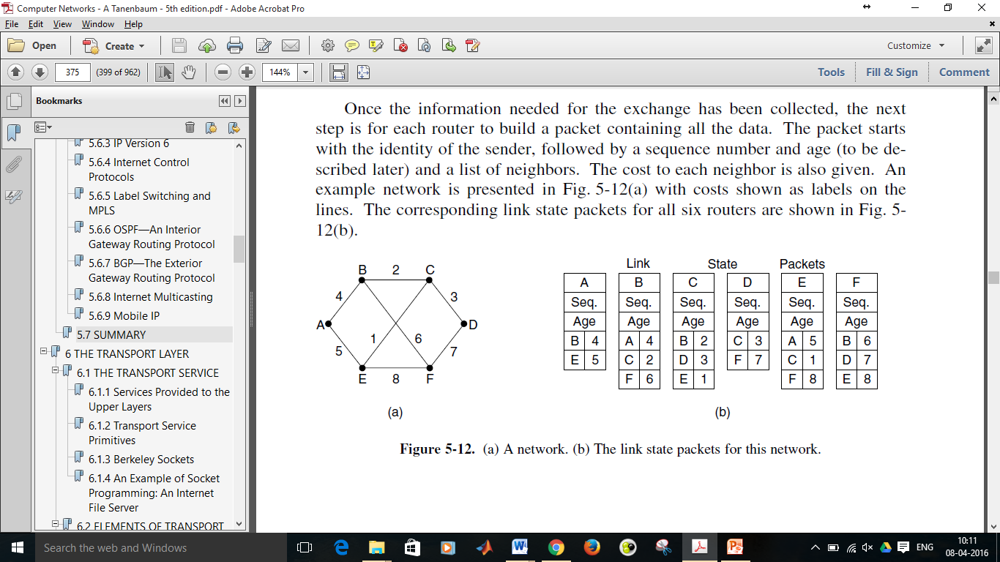 Computer Networks - A Tanenbaum - 5th edition.pdf - Adobe Acrobat Pro
File Edit View Window Help
Open Create Customize
375 (399 of 962) 144% Tools Fill & Sign Comment
Bookmarks
5.6.3 IP Version 6
5.6.4 Internet Control
Protocols
5.6.5 Label Switching and
MPLS
5.6.6 OSPF—An Interior
Gateway Routing Protocol
5.6.7 BGP—The Exterior
Gateway Routing Protocol
5.6.8 Internet Multicasting
5.6.9 Mobile IP
5.7 SUMMARY
6 THE TRANSPORT LAYER
6.1 THE TRANSPORT SERVICE
6.1.1 Services Provided to the
Upper Layers
6.1.2 Transport Service
Primitives
6.1.3 Berkeley Sockets
6.1.4 An Example of Socket
Programming: An Internet
File Server
6.2 ELEMENTS OF TRANSPORT
Once the information needed for the exchange has been collected, the next
step is for each router to build a packet containing all the data. The packet starts
with the identity of the sender, followed by a sequence number and age (to be de-
scribed later) and a list of neighbors. The cost to each neighbor is also given. An
example network is presented in Fig. 5-12(a) with costs shown as labels on the
lines. The corresponding link state packets for all six routers are shown in Fig. 5-
12(b).
B 2 C
4 3
A D
1 6
5 7
E 8 F
(a)
Link State Packets
A B C D E F
Seq. Seq. Seq. Seq. Seq. Seq.
Age Age Age Age Age Age
B 4 A 4 B 2 C 3 A 5 B 6
E 5 C 2 D 3 F 7 C 1 D 7
F 6 E 1 F 8 E 8
(b)
Figure 5-12. (a) A network. (b) The link state packets for this network.
Search the web and Windows
ENG
10:11
08-04-2016